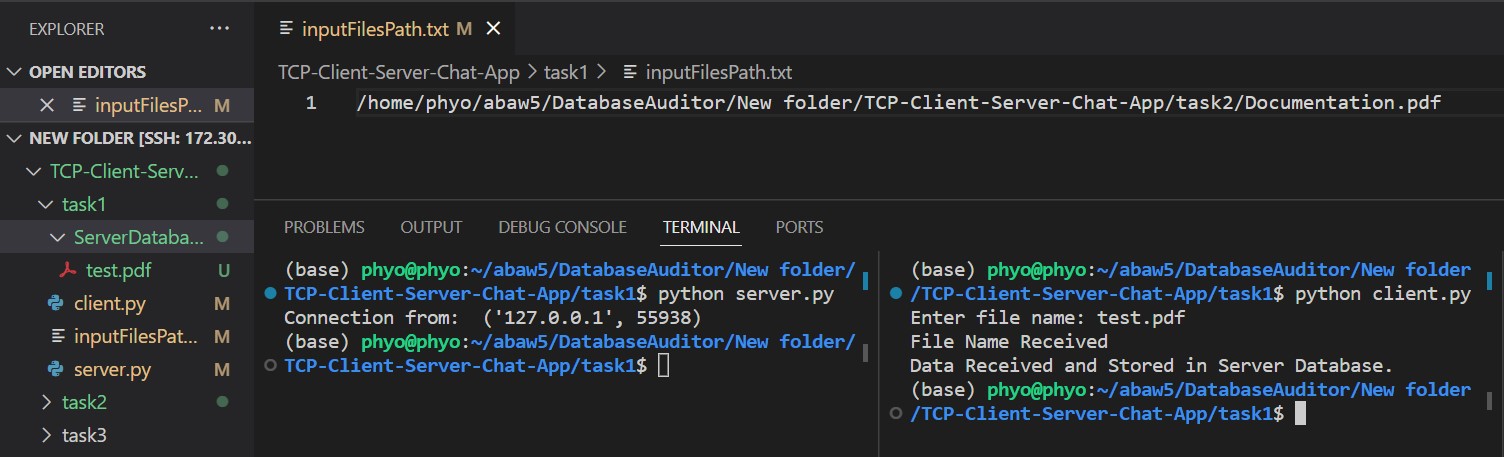 EXPLORER ...
OPEN EDITORS
inputFilesP... M
NEW FOLDER [SSH: 172.30...
TCP-Client-Serv...
task1
ServerDataba...
test.pdf U
client.py M
inputFilesPat... M
server.py M
task2
task3
inputFilesPath.txt M
TCP-Client-Server-Chat-App > task1 > inputFilesPath.txt
1 /home/phyo/abaw5/DatabaseAuditor/New folder/TCP-Client-Server-Chat-App/task2/Documentation.pdf
PROBLEMS OUTPUT DEBUG CONSOLE TERMINAL PORTS
(base) phyo@phyo:~/abaw5/DatabaseAuditor/New folder/
TCP-Client-Server-Chat-App/task1$ python server.py
Connection from:  ('127.0.0.1', 55938)
(base) phyo@phyo:~/abaw5/DatabaseAuditor/New folder/
TCP-Client-Server-Chat-App/task1$
(base) phyo@phyo:~/abaw5/DatabaseAuditor/New folder
/TCP-Client-Server-Chat-App/task1$ python client.py
Enter file name: test.pdf
File Name Received
Data Received and Stored in Server Database.
(base) phyo@phyo:~/abaw5/DatabaseAuditor/New folder
/TCP-Client-Server-Chat-App/task1$